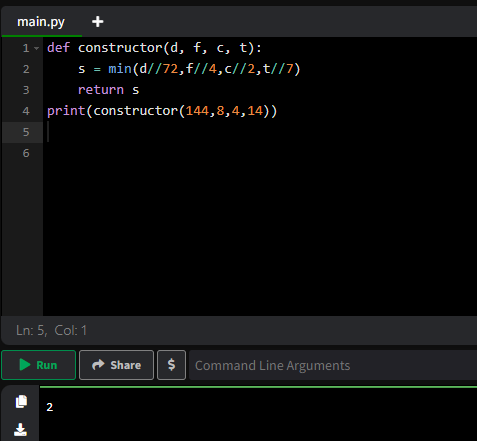 main.py +
1 def constructor(d, f, c, t):
2     s = min(d//72,f//4,c//2,t//7)
3     return s
4 print(constructor(144,8,4,14))
5
6
Ln: 5, Col: 1
Run Share $ Command Line Arguments
2